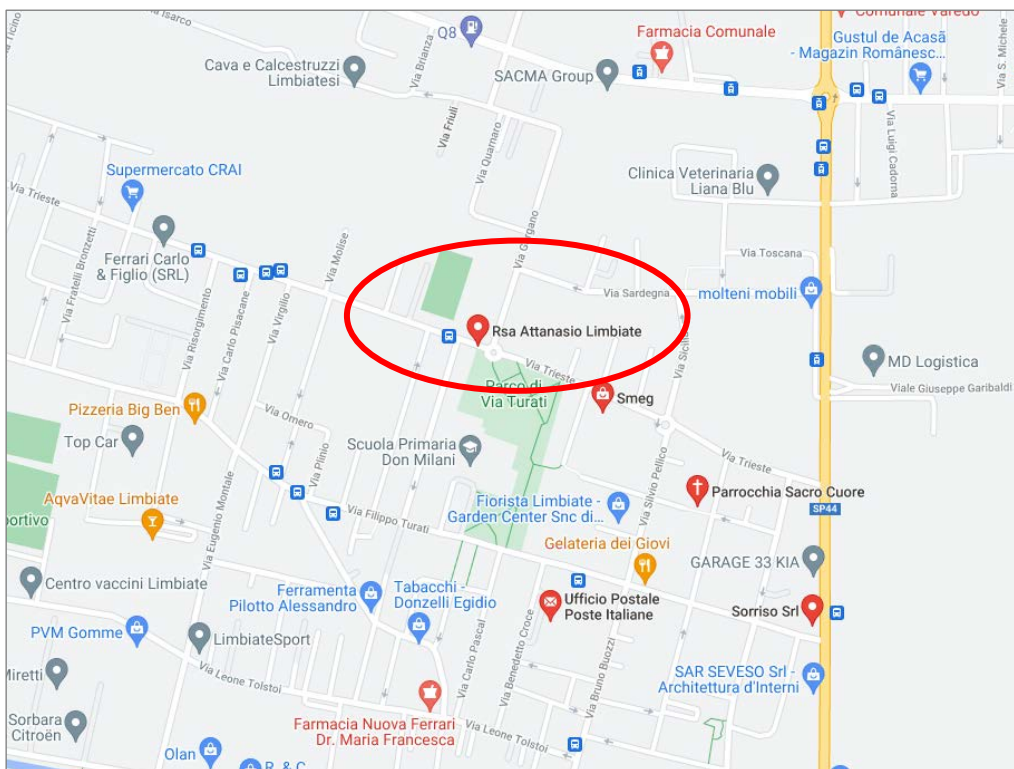 Via Isarco
Ticino
Q8
Via Brianza
Farmacia Comunale
Comunale Varedo
Gustul de Acasă
- Magazin Românesc...
Via S. Michele
Cava e Calcestruzzi
Limbiatesi
SACMA Group
Via Friuli
Via Quarnaro
Via Luigi Cadorna
Supermercato CRAI
Clinica Veterinaria
Liana Blu
Via Trieste
Via Fratelli Bronzetti
Ferrari Carlo
& Figlio (SRL)
Via Molise
Via Gargano
Via Toscana
Via Sardegna
molteni mobili
Via Risorgimento
Via Carlo Pisacane
Via Virgilio
Rsa Attanasio Limbiate
Via Sicilia
Via Trieste
MD Logistica
Viale Giuseppe Garibaldi
Parco di
Via Turati
Smeg
Pizzeria Big Ben
Via Omero
Top Car
Via Plinio
Scuola Primaria
Don Milani
Via Silvio Pellico
Via Trieste
Parrocchia Sacro Cuore
SP44
AqvaVitae Limbiate
portivo
Via Eugenio Montale
Via Filippo Turati
Fiorista Limbiate -
Garden Center Snc di...
Gelateria dei Giovi
GARAGE 33 KIA
Centro vaccini Limbiate
Ferramenta
Pilotto Alessandro
Tabacchi -
Donzelli Egidio
Ufficio Postale
Poste Italiane
Sorriso Srl
PVM Gomme
LimbiateSport
Via Carlo Pascal
Via Benedetto Croce
Via Bruno Buozzi
SAR SEVESO Srl -
Architettura d'Interni
Miretti
Via Leone Tolstoi
Sorbara
Citroën
Farmacia Nuova Ferrari
Dr. Maria Francesca
Via Leone Tolstoi
Olan
R. & C.